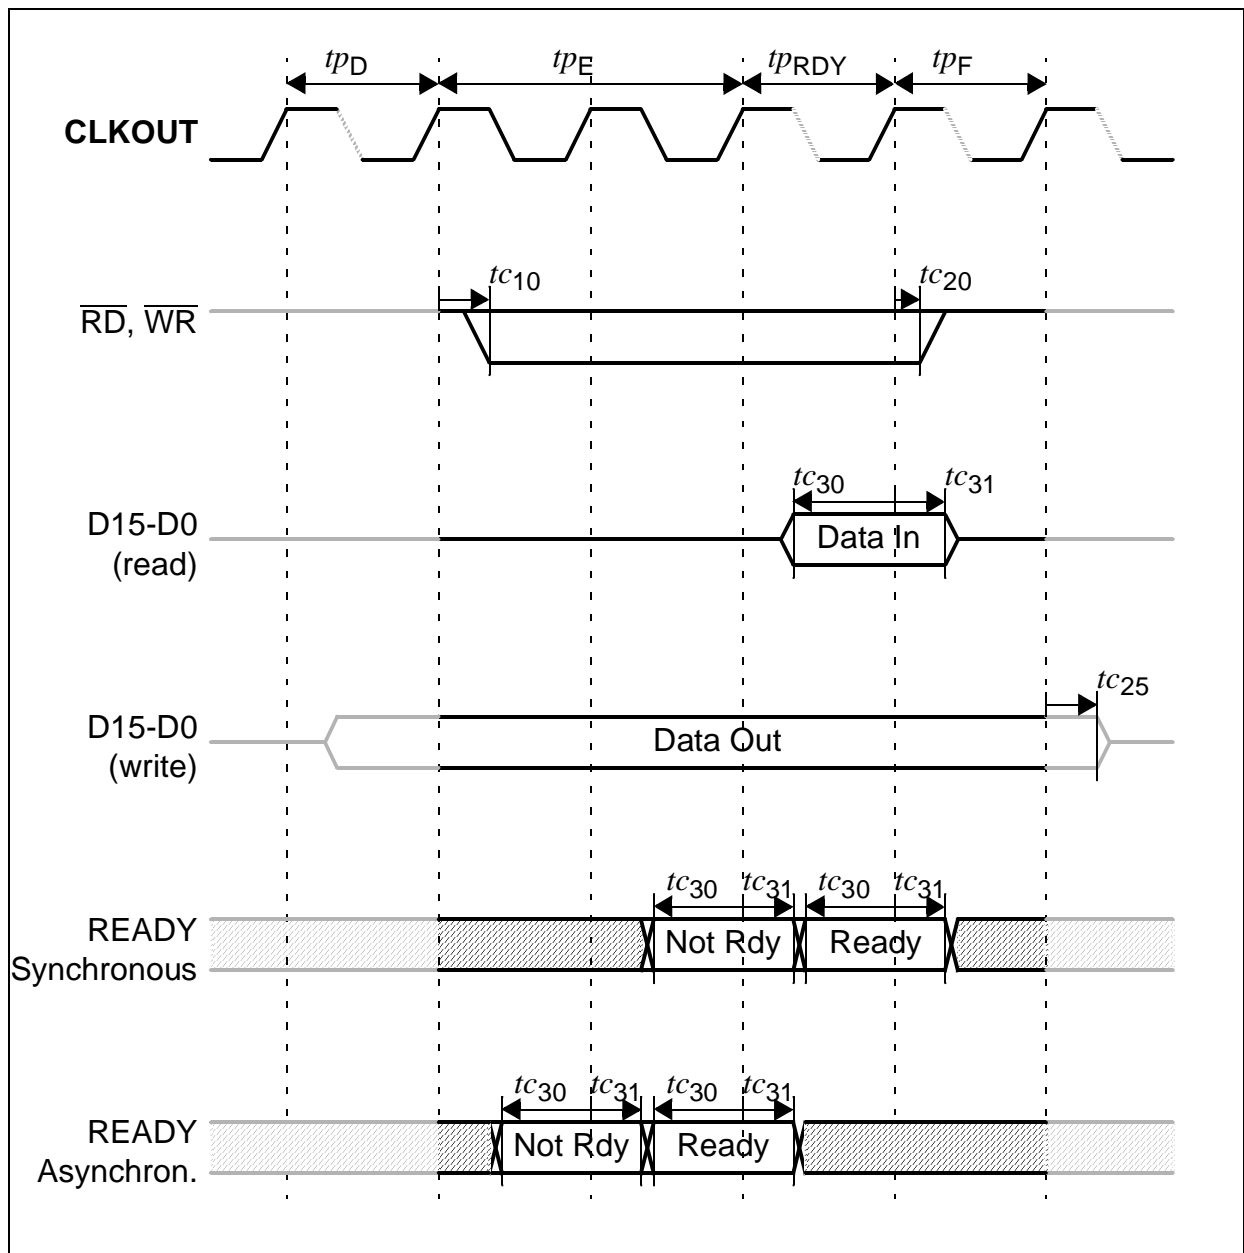 tpD tpE tpRDY tpF
CLKOUT
tc10 tc20
RD, WR
tc30 tc31
D15-D0
(read)
Data In
tc25
D15-D0
(write)
Data Out
tc30 tc31 tc30 tc31
READY
Synchronous
Not Rdy Ready
tc30 tc31 tc30 tc31
READY
Asynchron.
Not Rdy Ready